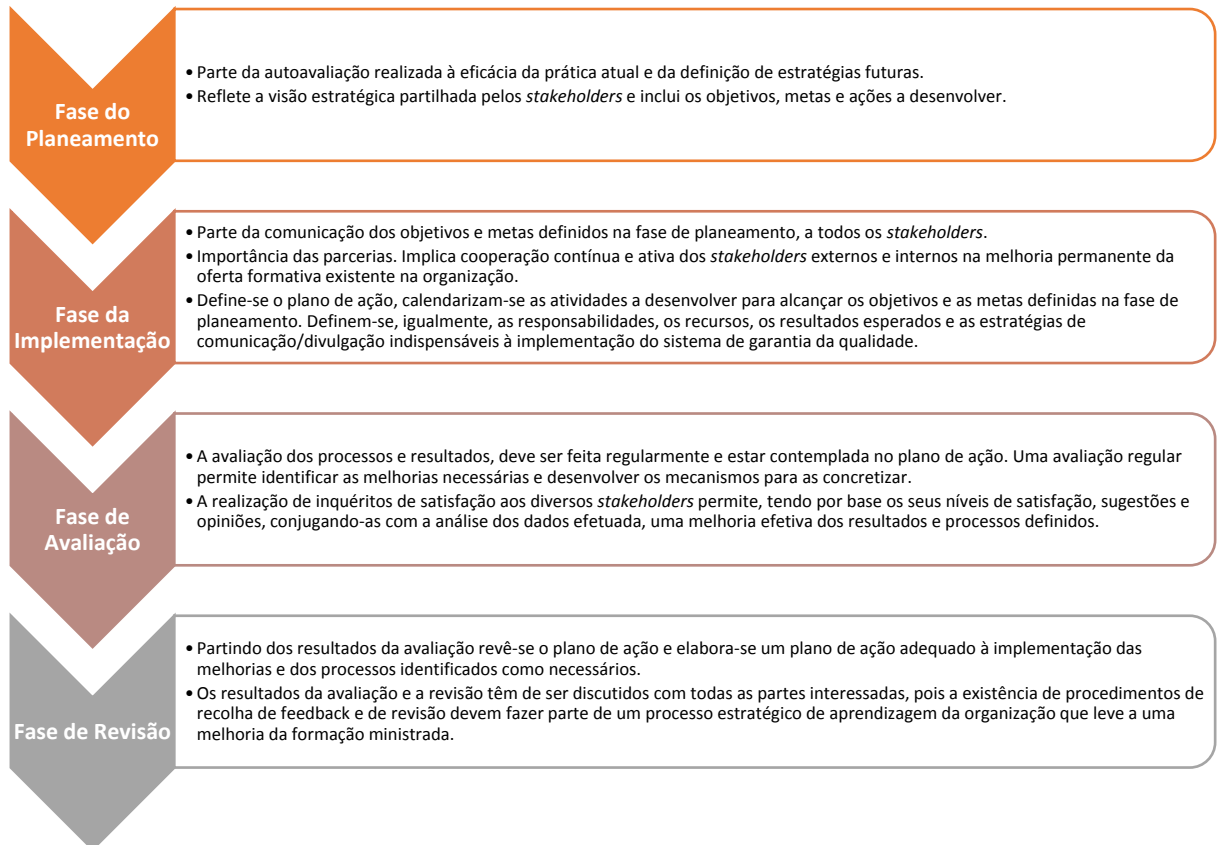 Fase do
Planeamento
• Parte da autoavaliação realizada à eficácia da prática atual e da definição de estratégias futuras.
• Reflete a visão estratégica partilhada pelos stakeholders e inclui os objetivos, metas e ações a desenvolver.
Fase da
Implementação
• Parte da comunicação dos objetivos e metas definidos na fase de planeamento, a todos os stakeholders.
• Importância das parcerias. Implica cooperação contínua e ativa dos stakeholders externos e internos na melhoria permanente da
oferta formativa existente na organização.
• Define-se o plano de ação, calendarizam-se as atividades a desenvolver para alcançar os objetivos e as metas definidas na fase de
planeamento. Definem-se, igualmente, as responsabilidades, os recursos, os resultados esperados e as estratégias de
comunicação/divulgação indispensáveis à implementação do sistema de garantia da qualidade.
Fase de
Avaliação
• A avaliação dos processos e resultados, deve ser feita regularmente e estar contemplada no plano de ação. Uma avaliação regular
permite identificar as melhorias necessárias e desenvolver os mecanismos para as concretizar.
• A realização de inquéritos de satisfação aos diversos stakeholders permite, tendo por base os seus níveis de satisfação, sugestões e
opiniões, conjugando-as com a análise dos dados efetuada, uma melhoria efetiva dos resultados e processos definidos.
Fase de Revisão
• Partindo dos resultados da avaliação revê-se o plano de ação e elabora-se um plano de ação adequado à implementação das
melhorias e dos processos identificados como necessários.
• Os resultados da avaliação e a revisão têm de ser discutidos com todas as partes interessadas, pois a existência de procedimentos de
recolha de feedback e de revisão devem fazer parte de um processo estratégico de aprendizagem da organização que leve a uma
melhoria da formação ministrada.